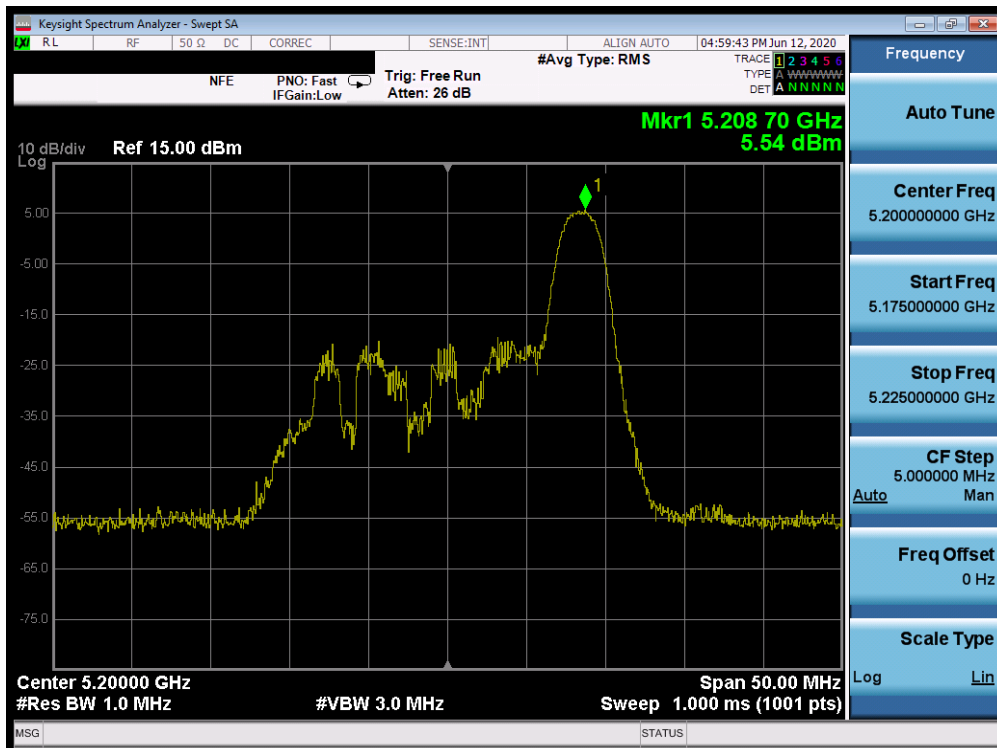 Keysight Spectrum Analyzer - Swept SA
LXI RL RF 50 Ω DC CORREC SENSE:INT ALIGN AUTO 04:59:43 PM Jun 12, 2020
NFE PNO: Fast Trig: Free Run #Avg Type: RMS TRACE 1 2 3 4 5 6
IFGain:Low Atten: 26 dB TYPE A WWWWW
DET A N N N N N
Mkr1 5.208 70 GHz
5.54 dBm
10 dB/div Ref 15.00 dBm
Log
1
5.00
-5.00
-15.0
-25.0
-35.0
-45.0
-55.0
-65.0
-75.0
Center 5.20000 GHz Span 50.00 MHz
#Res BW 1.0 MHz #VBW 3.0 MHz Sweep 1.000 ms (1001 pts)
MSG STATUS
Frequency
Auto Tune
Center Freq
5.200000000 GHz
Start Freq
5.175000000 GHz
Stop Freq
5.225000000 GHz
CF Step
5.000000 MHz
Auto Man
Freq Offset
0 Hz
Scale Type
Log Lin